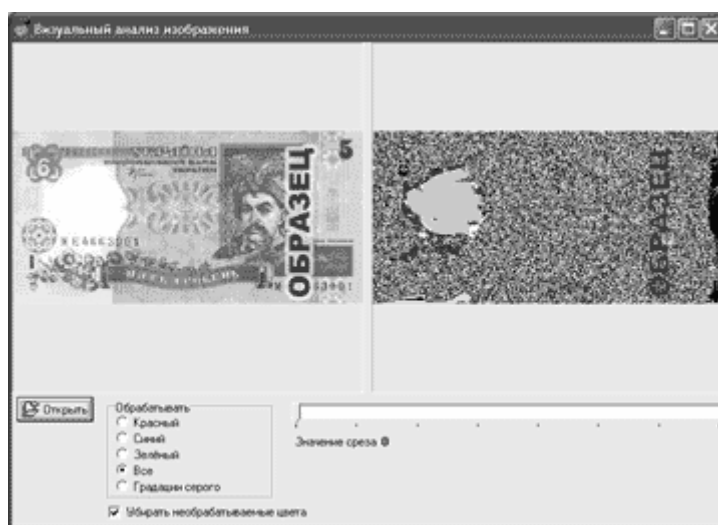 Визуальный анализ изображения
5
ОБРАЗЕЦ
ОБРАЗЕЦ
Открыть
Обрабатывать
Красный
Синий
Зелёный
Все
Градации серого
Значение среза 0
Убирать необрабатываемые цвета